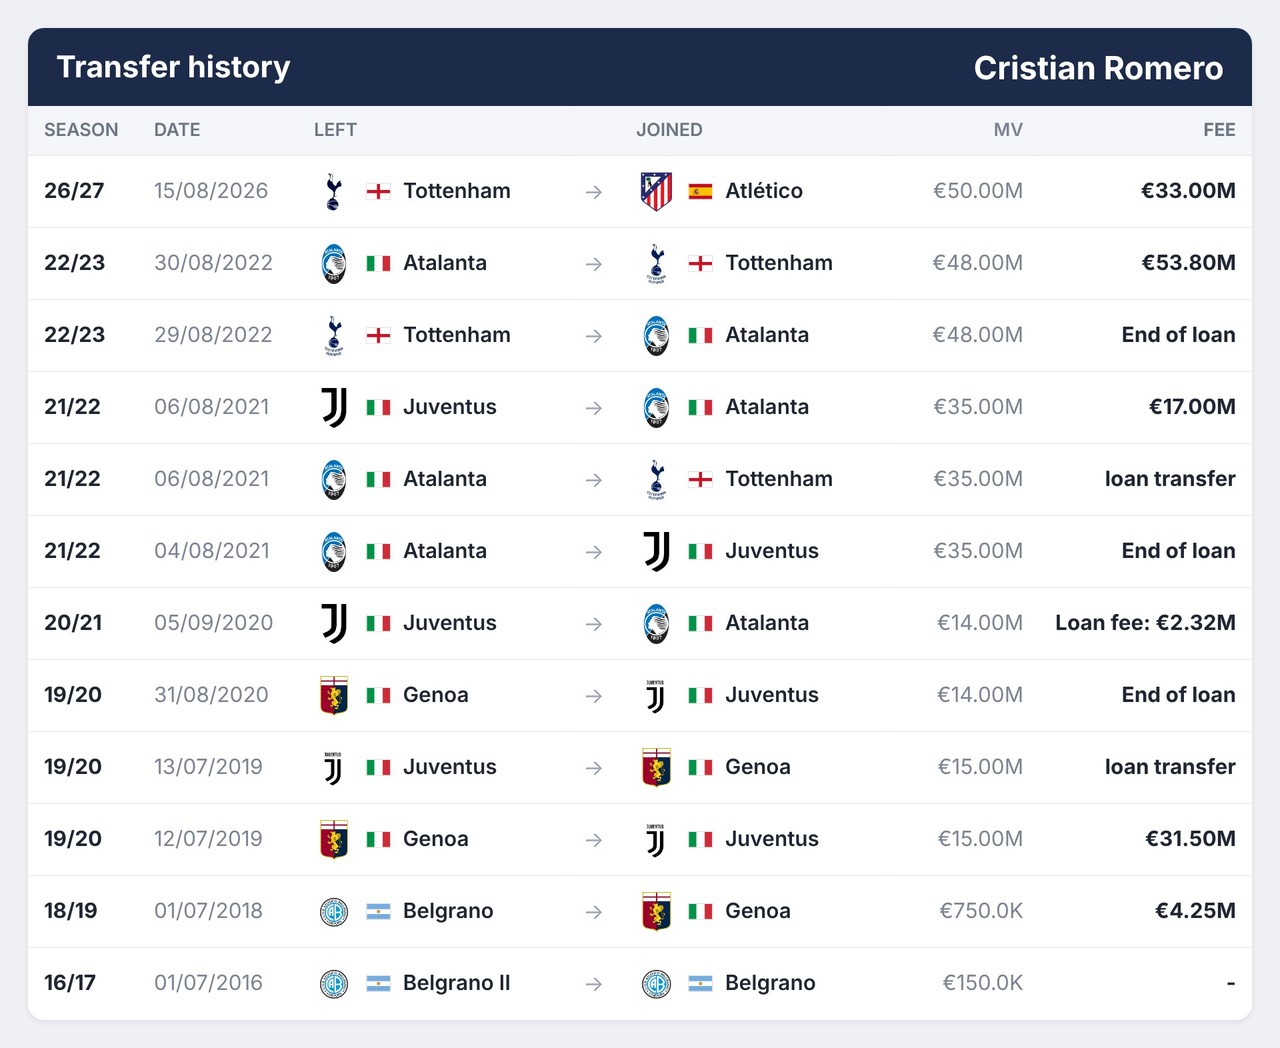 Transfer history Cristian Romero
SEASON DATE LEFT JOINED MV FEE
26/27 15/08/2026 Tottenham → Atlético €50.00M €33.00M
22/23 30/08/2022 Atalanta → Tottenham €48.00M €53.80M
22/23 29/08/2022 Tottenham → Atalanta €48.00M End of loan
21/22 06/08/2021 Juventus → Atalanta €35.00M €17.00M
21/22 06/08/2021 Atalanta → Tottenham €35.00M loan transfer
21/22 04/08/2021 Atalanta → Juventus €35.00M End of loan
20/21 05/09/2020 Juventus → Atalanta €14.00M Loan fee: €2.32M
19/20 31/08/2020 Genoa → Juventus €14.00M End of loan
19/20 13/07/2019 Juventus → Genoa €15.00M loan transfer
19/20 12/07/2019 Genoa → Juventus €15.00M €31.50M
18/19 01/07/2018 Belgrano → Genoa €750.0K €4.25M
16/17 01/07/2016 Belgrano II → Belgrano €150.0K -